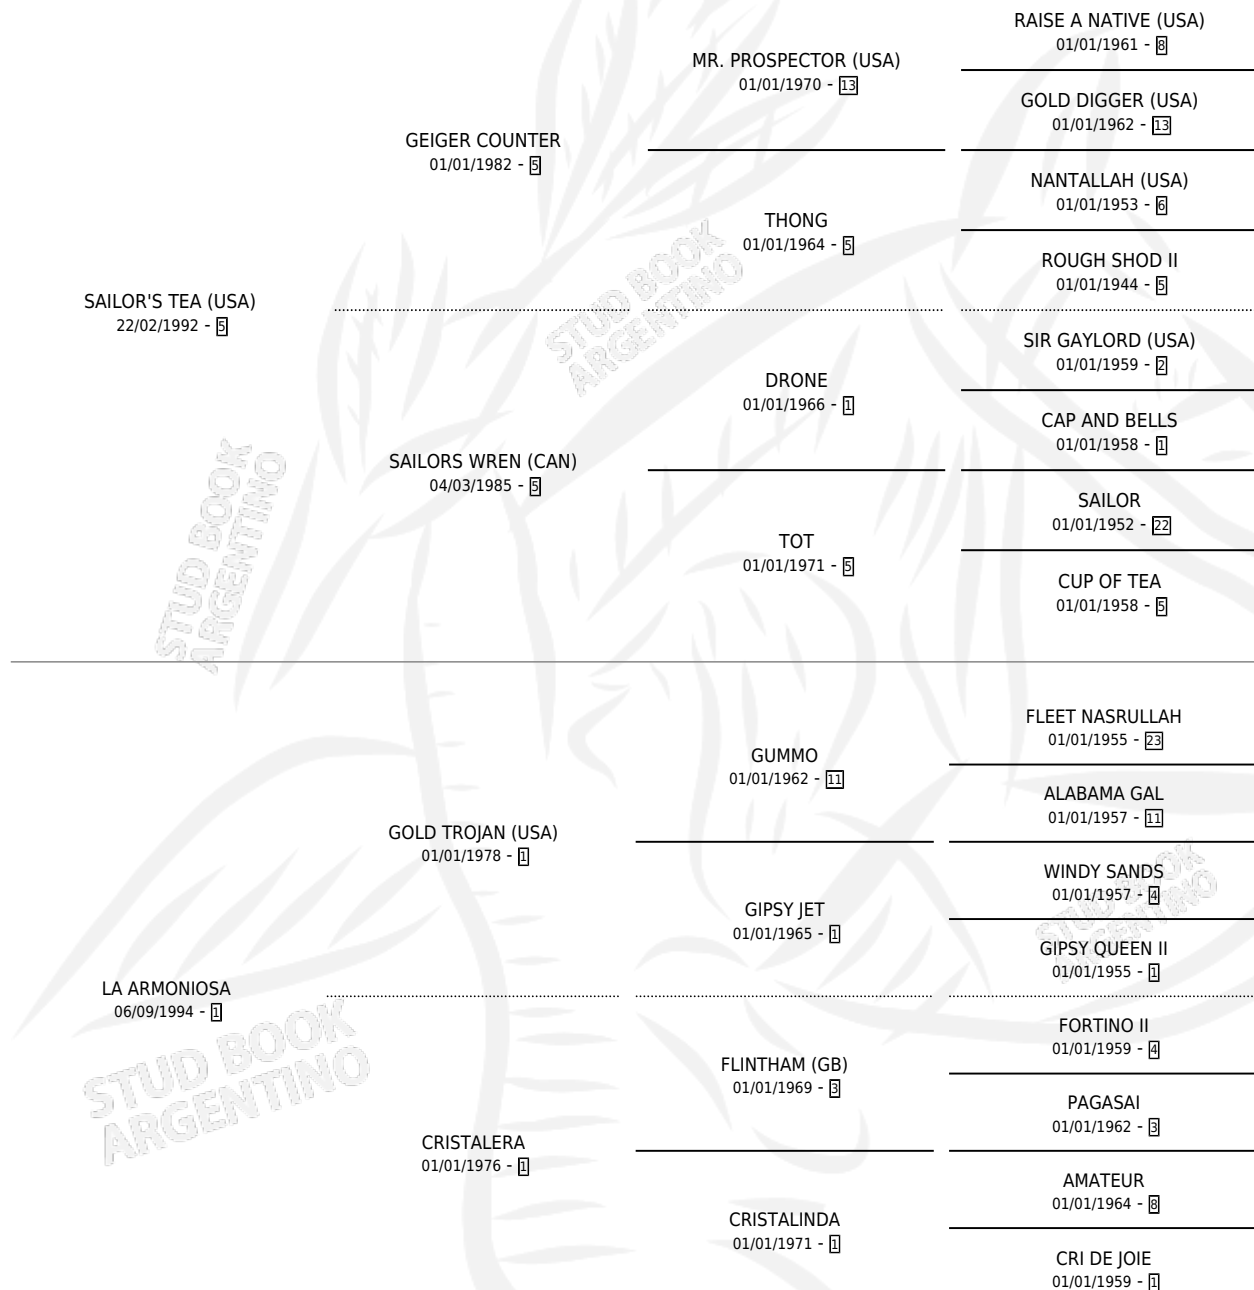 RAISE A NATIVE (USA)
01/01/1961 - 8
MR. PROSPECTOR (USA)
01/01/1970 - 13
GOLD DIGGER (USA)
01/01/1962 - 13
GEIGER COUNTER
01/01/1982 - 5
NANTALLAH (USA)
01/01/1953 - 6
THONG
01/01/1964 - 5
ROUGH SHOD II
01/01/1944 - 5
SAILOR'S TEA (USA)
22/02/1992 - 5
SIR GAYLORD (USA)
01/01/1959 - 2
DRONE
01/01/1966 - 1
CAP AND BELLS
01/01/1958 - 1
SAILORS WREN (CAN)
04/03/1985 - 5
SAILOR
01/01/1952 - 22
TOT
01/01/1971 - 5
CUP OF TEA
01/01/1958 - 5
FLEET NASRULLAH
01/01/1955 - 23
GUMMO
01/01/1962 - 11
ALABAMA GAL
01/01/1957 - 11
GOLD TROJAN (USA)
01/01/1978 - 1
WINDY SANDS
01/01/1957 - 4
GIPSY JET
01/01/1965 - 1
GIPSY QUEEN II
01/01/1955 - 1
LA ARMONIOSA
06/09/1994 - 1
FORTINO II
01/01/1959 - 4
FLINTHAM (GB)
01/01/1969 - 3
PAGASAI
01/01/1962 - 3
CRISTALERA
01/01/1976 - 1
AMATEUR
01/01/1964 - 8
CRISTALINDA
01/01/1971 - 1
CRI DE JOIE
01/01/1959 - 1
STUD BOOK
ARGENTINO
STUD BOOK
ARGENTINO
STUD BOOK
ARGENTINO
STUD BOOK
ARGENTINO